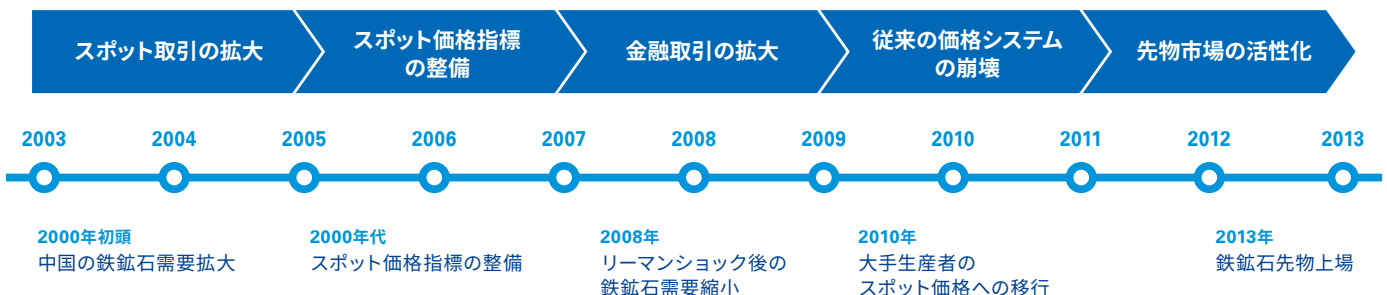 スポット取引の拡大
スポット価格指標
の整備
金融取引の拡大
従来の価格システム
の崩壊
先物市場の活性化
2003
2004
2005
2006
2007
2008
2009
2010
2011
2012
2013
2000年初頭
中国の鉄鉱石需要拡大
2000年代
スポット価格指標の整備
2008年
リーマンショック後の
鉄鉱石需要縮小
2010年
大手生産者の
スポット価格への移行
2013年
鉄鉱石先物上場